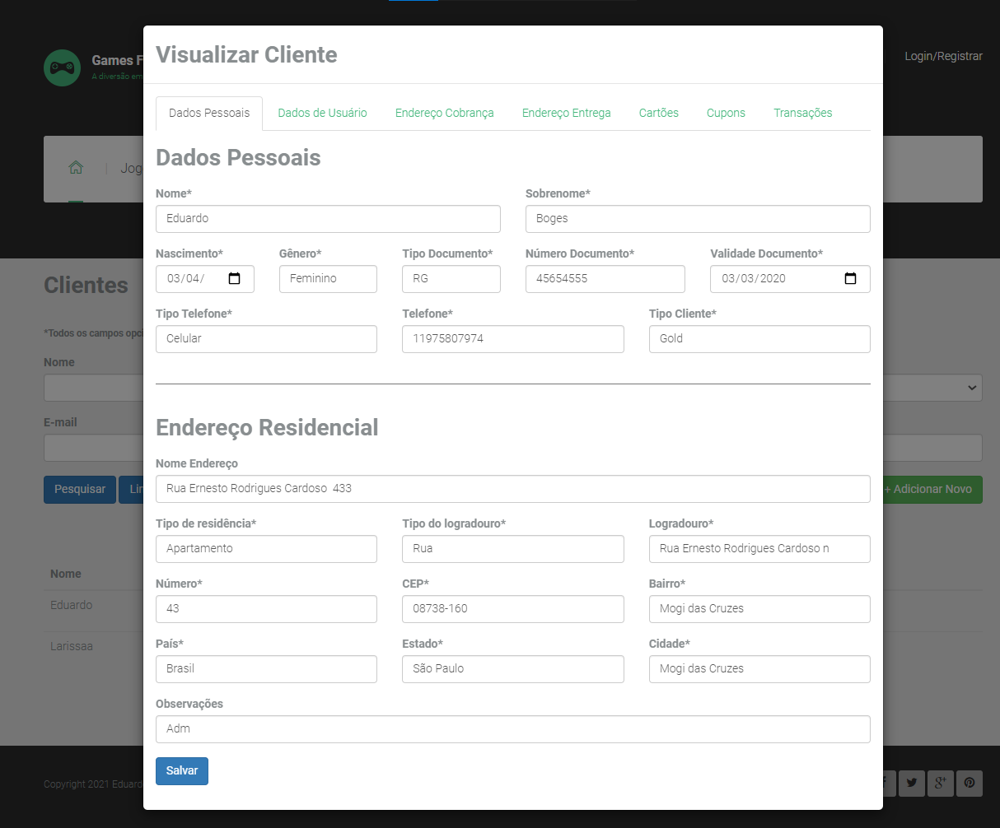 Games F
A diversão em
Login/Registrar
Jog
Visualizar Cliente
Dados Pessoais Dados de Usuário Endereço Cobrança Endereço Entrega Cartões Cupons Transações
Dados Pessoais
Nome* Sobrenome*
Eduardo Boges
Nascimento* Gênero* Tipo Documento* Número Documento* Validade Documento*
03/04/ Feminino RG 45654555 03/03/2020
Tipo Telefone* Telefone* Tipo Cliente*
Celular 11975807974 Gold
Endereço Residencial
Nome Endereço
Rua Ernesto Rodrigues Cardoso 433
Tipo de residência* Tipo do logradouro* Logradouro*
Apartamento Rua Rua Ernesto Rodrigues Cardoso n
Número* CEP* Bairro*
43 08738-160 Mogi das Cruzes
País* Estado* Cidade*
Brasil São Paulo Mogi das Cruzes
Observações
Adm
Salvar
Clientes
*Todos os campos opci
Nome
E-mail
Pesquisar Lir
+ Adicionar Novo
Nome
Eduardo
Larissaa
Copyright 2021 Eduard